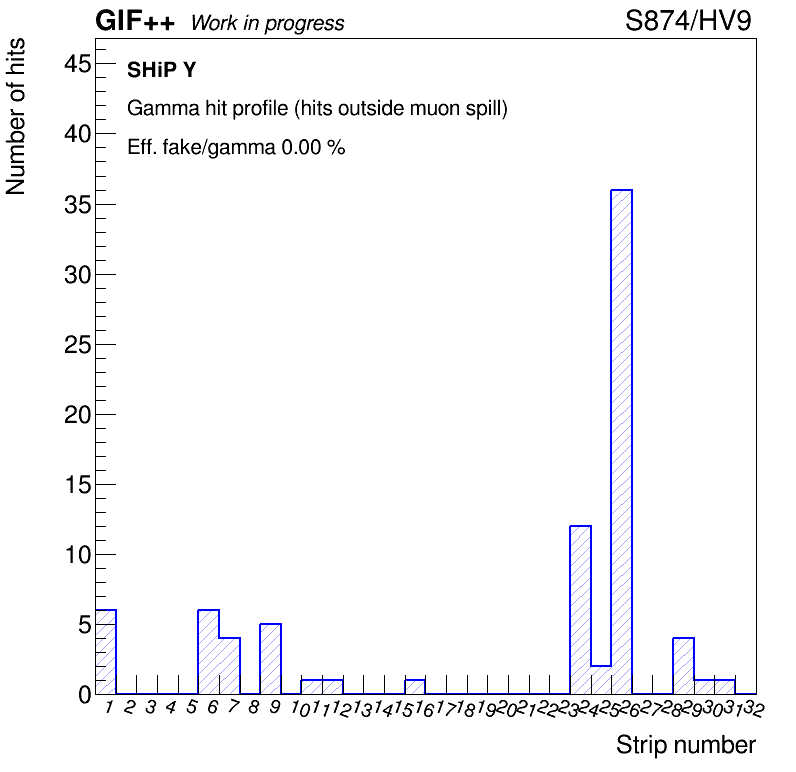 GIF++ Work in progress S874/HV9
Number of hits
SHiP Y
Gamma hit profile (hits outside muon spill)
Eff. fake/gamma 0.00 %
45
40
35
30
25
20
15
10
5
0
1 2 3 4 5 6 7 8 9 10 11 12 13 14 15 16 17 18 19 20 21 22 23 24 25 26 27 28 29 30 31 32
Strip number